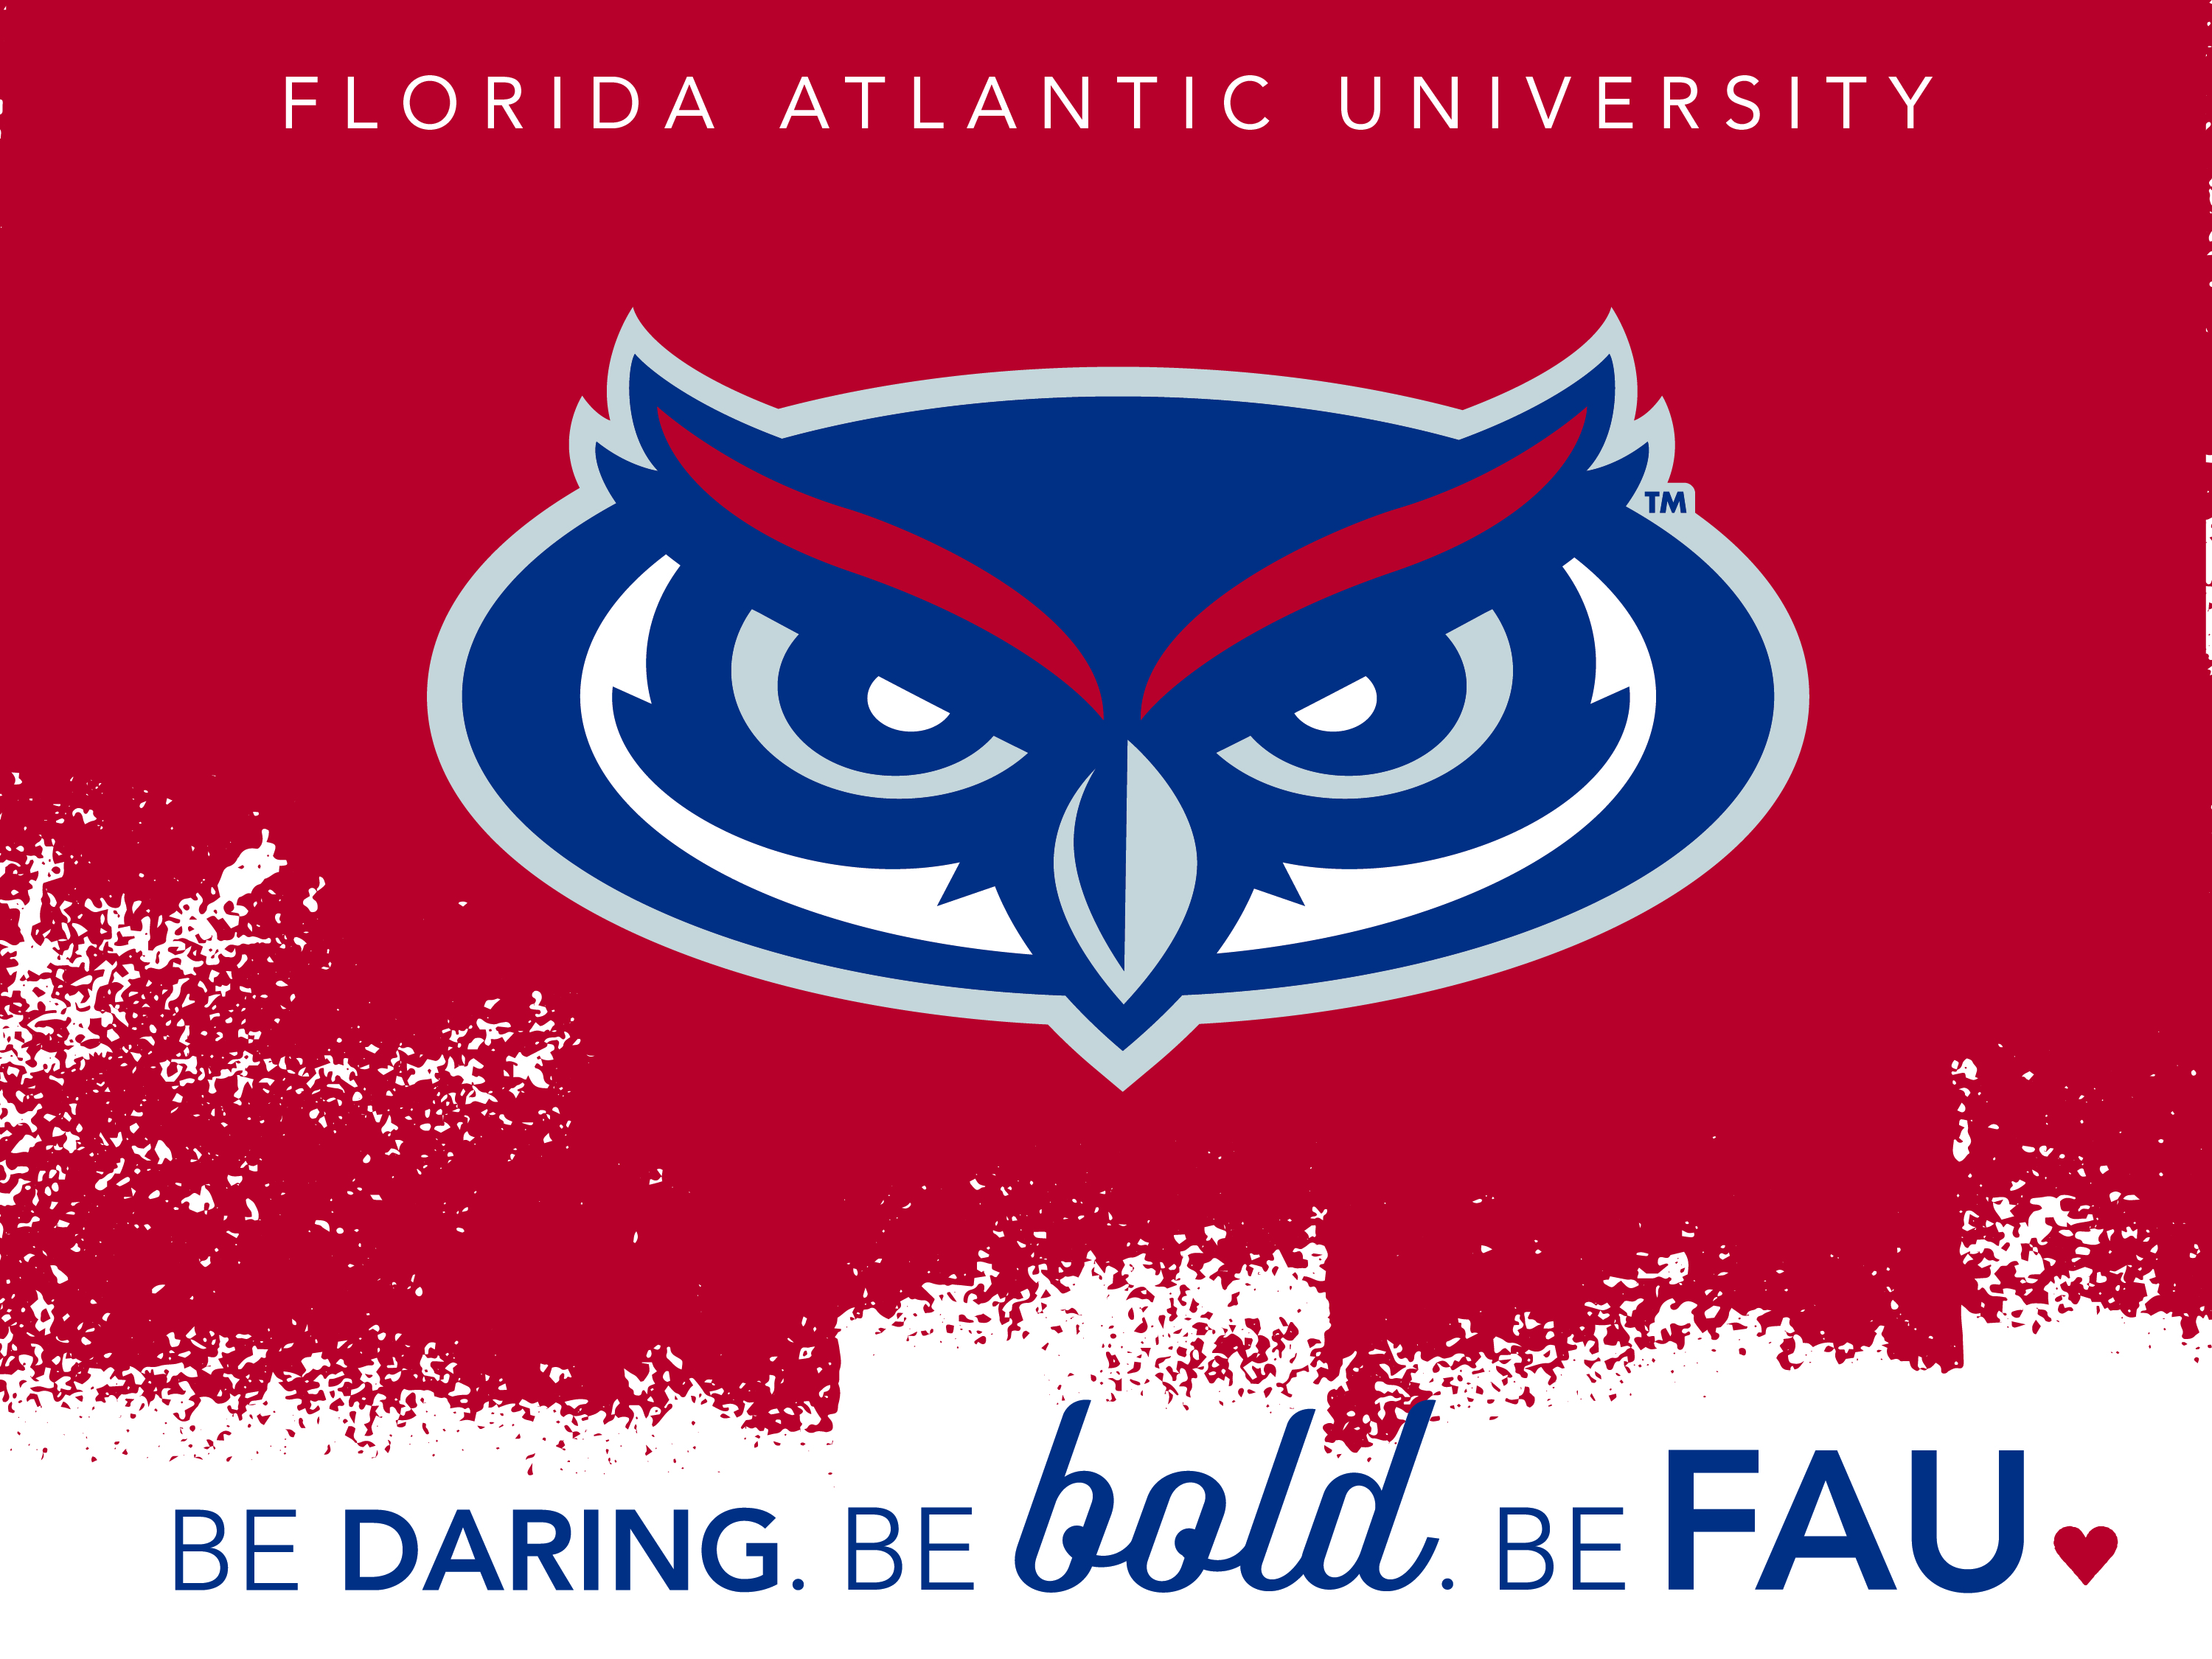 FLORIDA ATLANTIC UNIVERSITY
TM
BE DARING. BE bold. BE FAU.